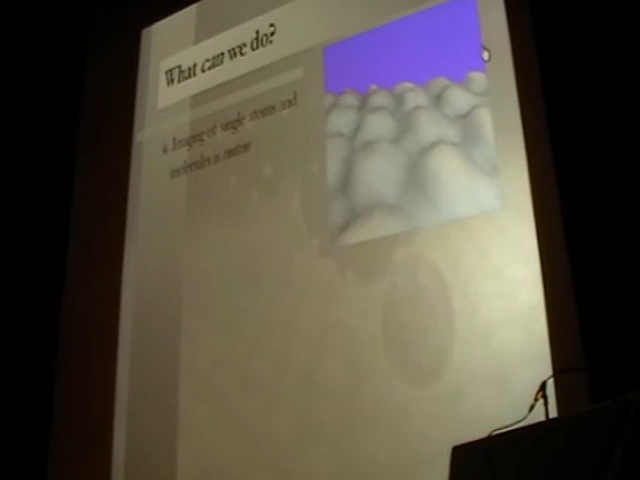 What can we do?
Imaging of single atoms and
molecules is routine